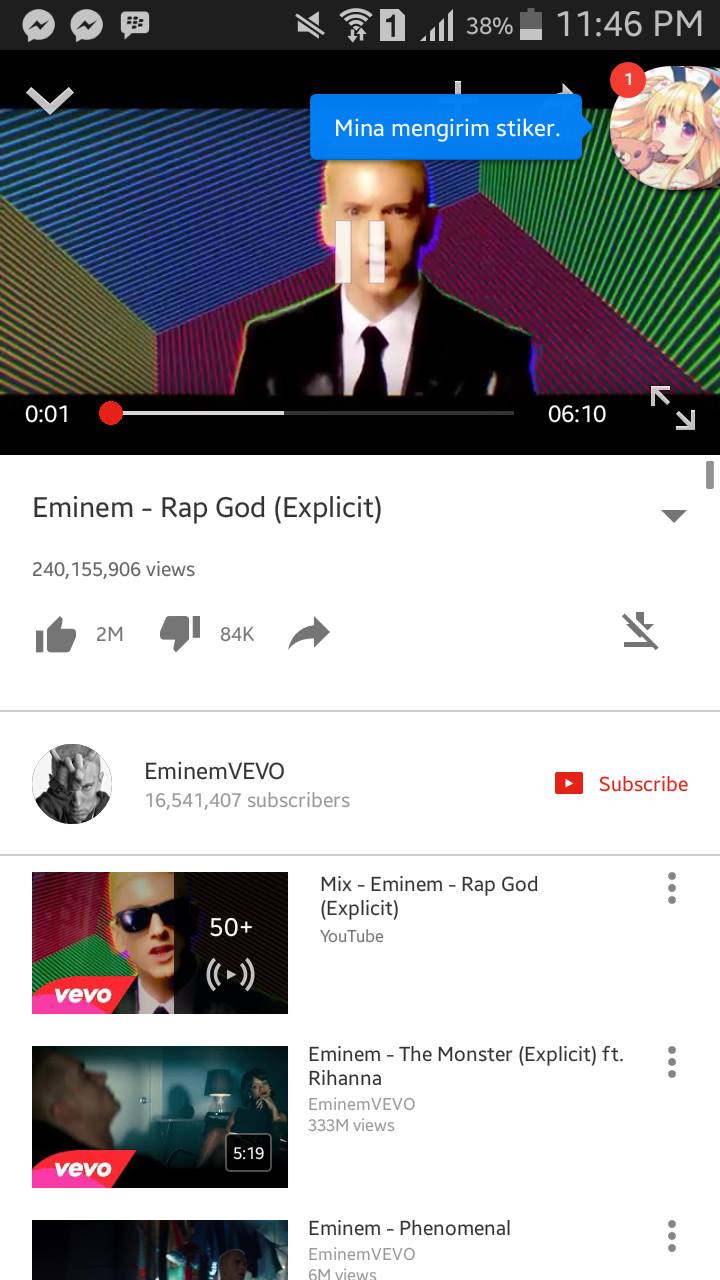 1
38%
11:46 PM
1
Mina mengirim stiker.
0:01
06:10
Eminem - Rap God (Explicit)
240,155,906 views
2M
84K
EminemVEVO
16,541,407 subscribers
Subscribe
50+
vevo
Mix - Eminem - Rap God
(Explicit)
YouTube
5:19
vevo
Eminem - The Monster (Explicit) ft.
Rihanna
EminemVEVO
333M views
Eminem - Phenomenal
EminemVEVO
6M views